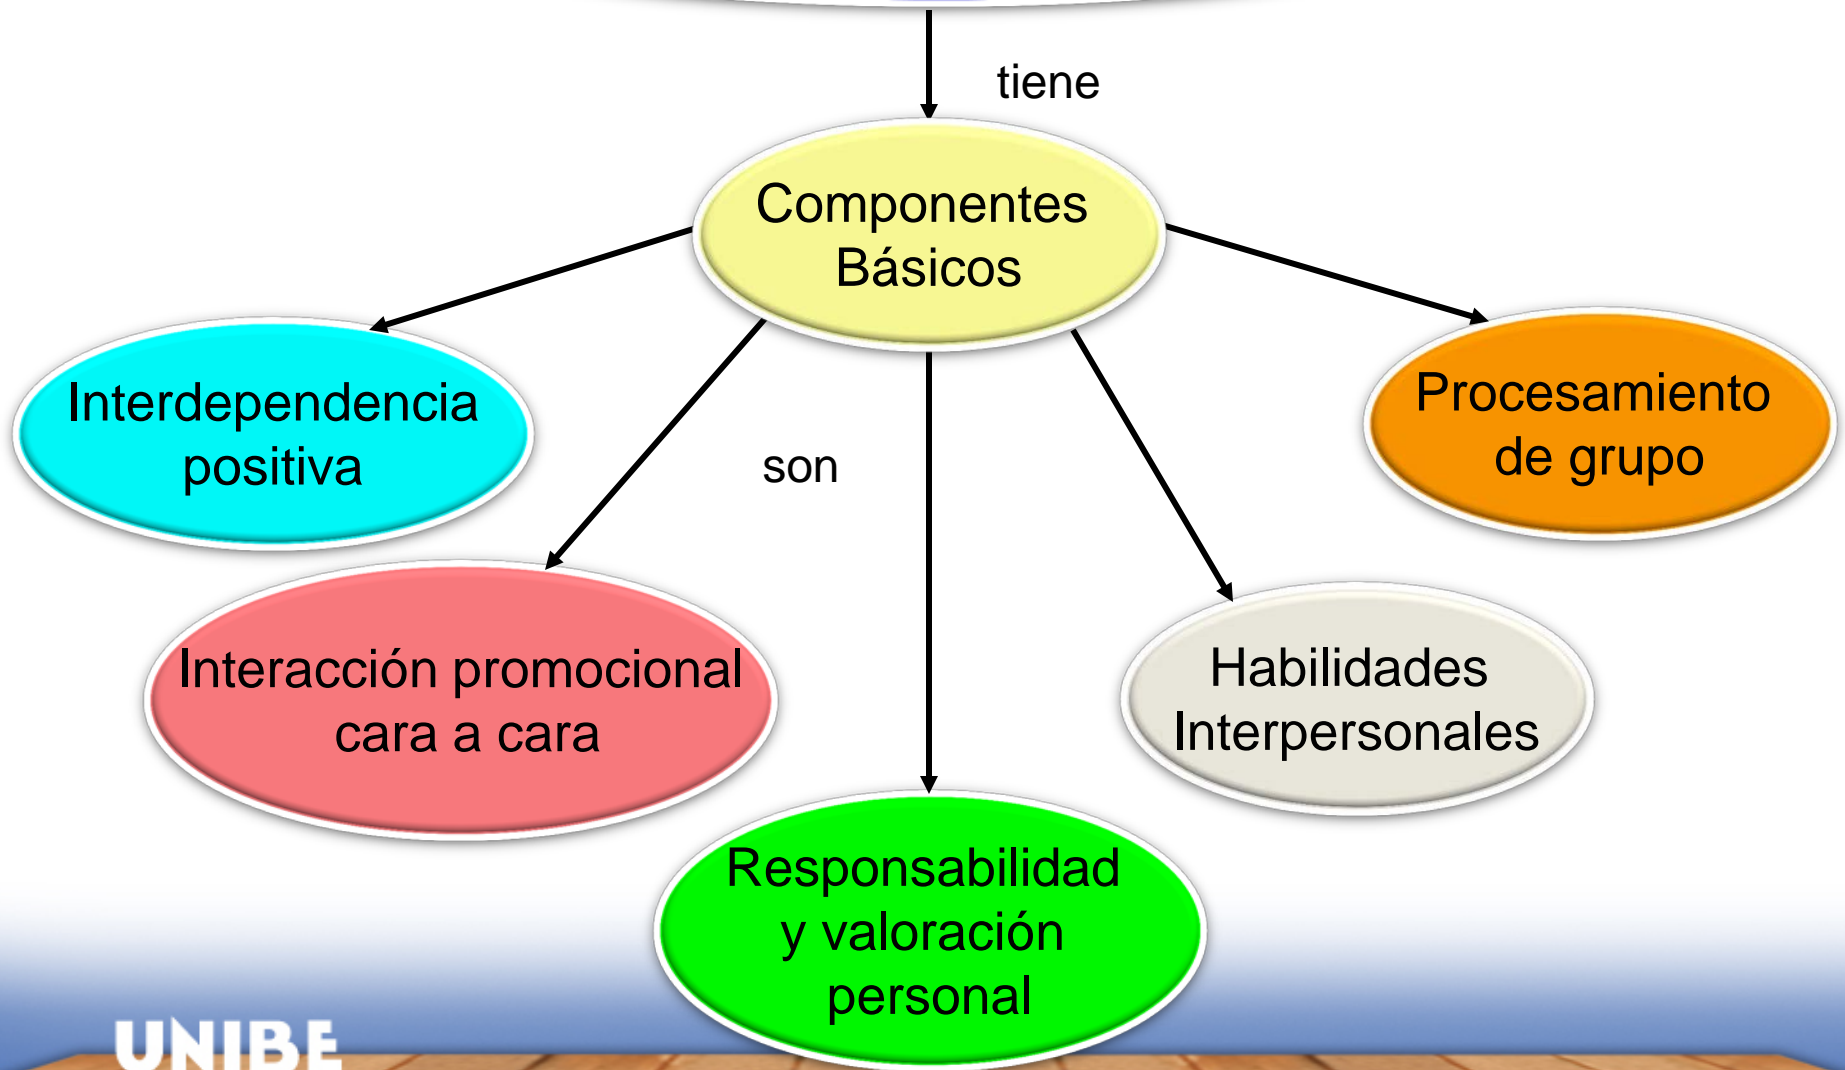 tiene
Componentes
Básicos
Interdependencia
positiva
Procesamiento
de grupo
son
Interacción promocional
cara a cara
Habilidades
Interpersonales
Responsabilidad
y valoración
personal
UNIBE